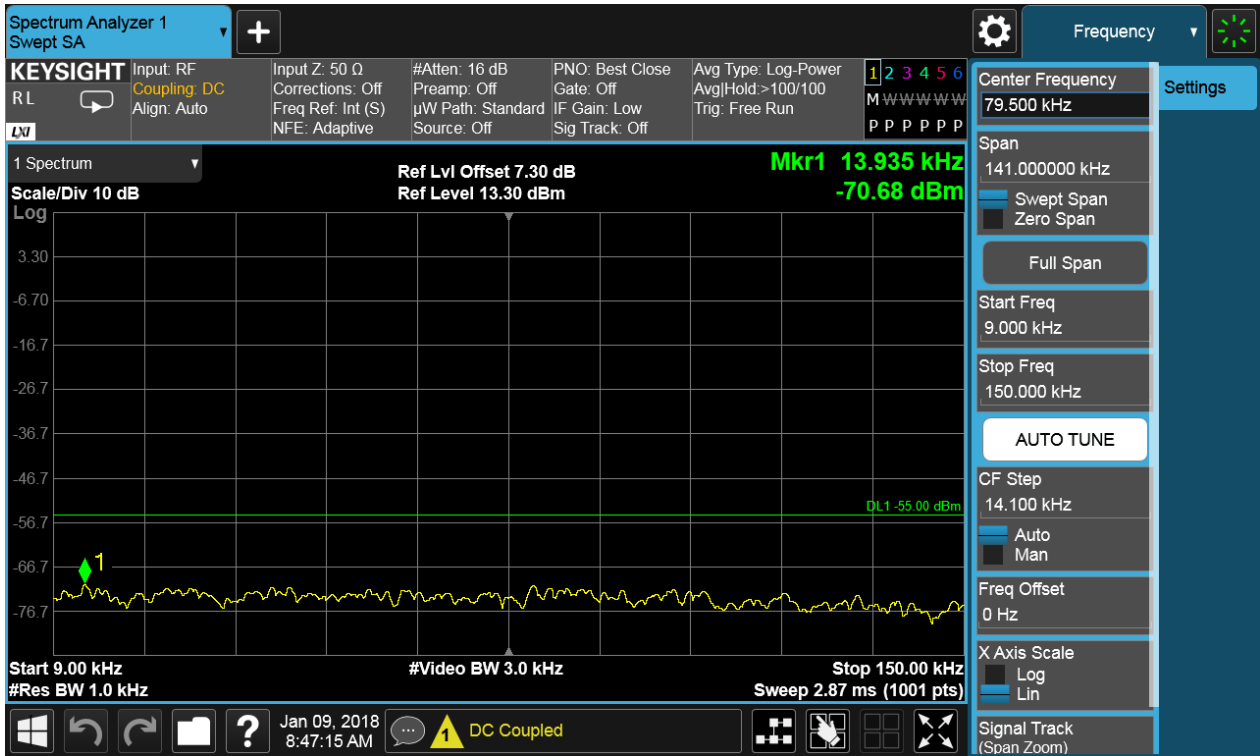 Spectrum Analyzer 1
Swept SA
+
Frequency
KEYSIGHT
RL
LXI
Input: RF
Coupling: DC
Align: Auto
Input Z: 50 Ω
Corrections: Off
Freq Ref: Int (S)
NFE: Adaptive
#Atten: 16 dB
Preamp: Off
µW Path: Standard
Source: Off
PNO: Best Close
Gate: Off
IF Gain: Low
Sig Track: Off
Avg Type: Log-Power
Avg|Hold:>100/100
Trig: Free Run
1 2 3 4 5 6
M W W W W W
P P P P P P
1 Spectrum
Scale/Div 10 dB
Log
Ref Lvl Offset 7.30 dB
Ref Level 13.30 dBm
Mkr1 13.935 kHz
-70.68 dBm
3.30
-6.70
-16.7
-26.7
-36.7
-46.7
-56.7
-66.7
-76.7
DL1 -55.00 dBm
1
Start 9.00 kHz
#Res BW 1.0 kHz
#Video BW 3.0 kHz
Stop 150.00 kHz
Sweep 2.87 ms (1001 pts)
Center Frequency
79.500 kHz
Span
141.000000 kHz
Swept Span
Zero Span
Full Span
Start Freq
9.000 kHz
Stop Freq
150.000 kHz
AUTO TUNE
CF Step
14.100 kHz
Auto
Man
Freq Offset
0 Hz
X Axis Scale
Log
Lin
Signal Track
(Span Zoom)
Settings
?
Jan 09, 2018
8:47:15 AM
1
DC Coupled